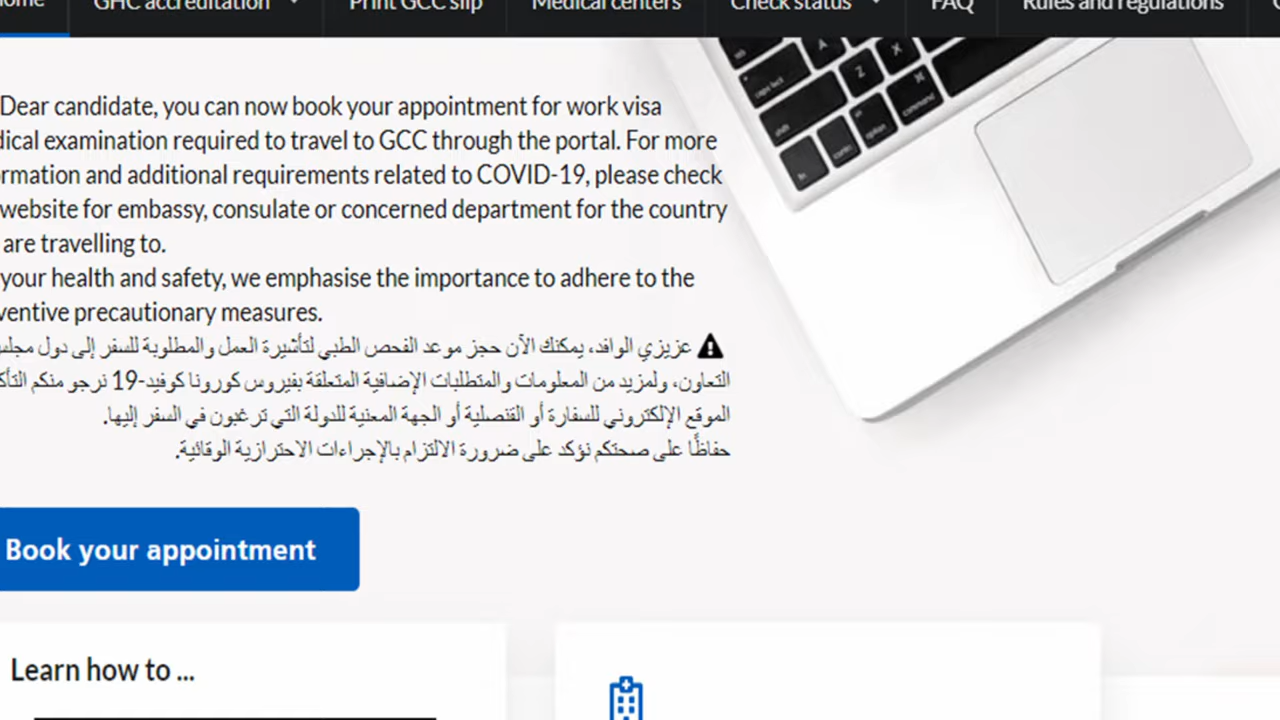 GHC accreditation Print GCC slip Medical centers Check status FAQ Rules and regulations
Dear candidate, you can now book your appointment for work visa
dical examination required to travel to GCC through the portal. For more
rmation and additional requirements related to COVID-19, please check
website for embassy, consulate or concerned department for the country
are travelling to.
your health and safety, we emphasise the importance to adhere to the
ventive precautionary measures.
عزيزي الوافد، يمكنك الآن حجز موعد الفحص الطبي لتأشيرة العمل والمطلوبة للسفر إلى دول مجلس
التعاون، ولمزيد من المعلومات والمتطلبات الإضافية المتعلقة بفيروس كورونا كوفيد-19 نرجو منكم
الموقع الإلكتروني للسفارة أو القنصلية أو الجهة المعنية للدولة التي ترغبون في السفر إليها.
حفاظًا على صحتكم نؤكد على ضرورة الالتزام بالإجراءات الاحترازية الوقائية.
Book your appointment
Learn how to ...